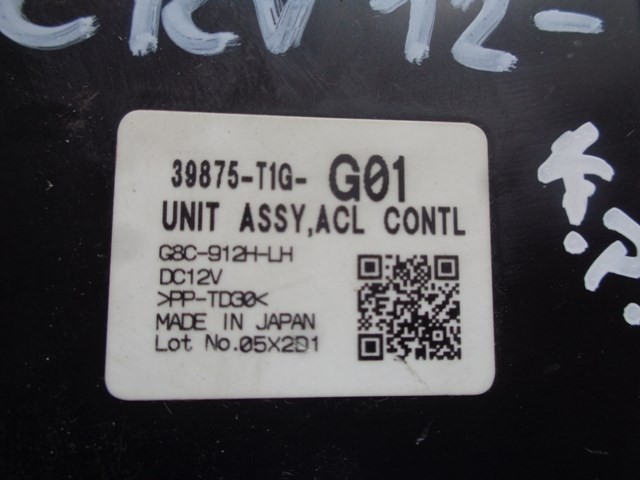 CRV 12-
39875-T1G- G01
UNIT ASSY,ACL CONTL
G8C-912H-LH
DC12V
>PP-TD30<
MADE IN JAPAN
Lot No.05X2D1